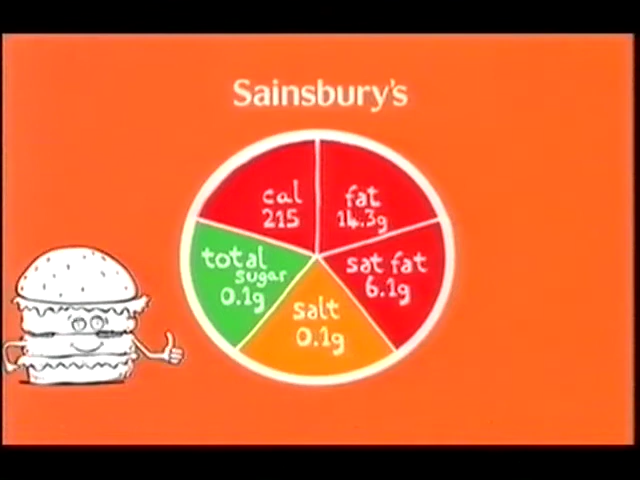 Sainsbury's
cal
215
fat
14.3g
total
sugar
0.1g
sat fat
6.1g
salt
0.1g